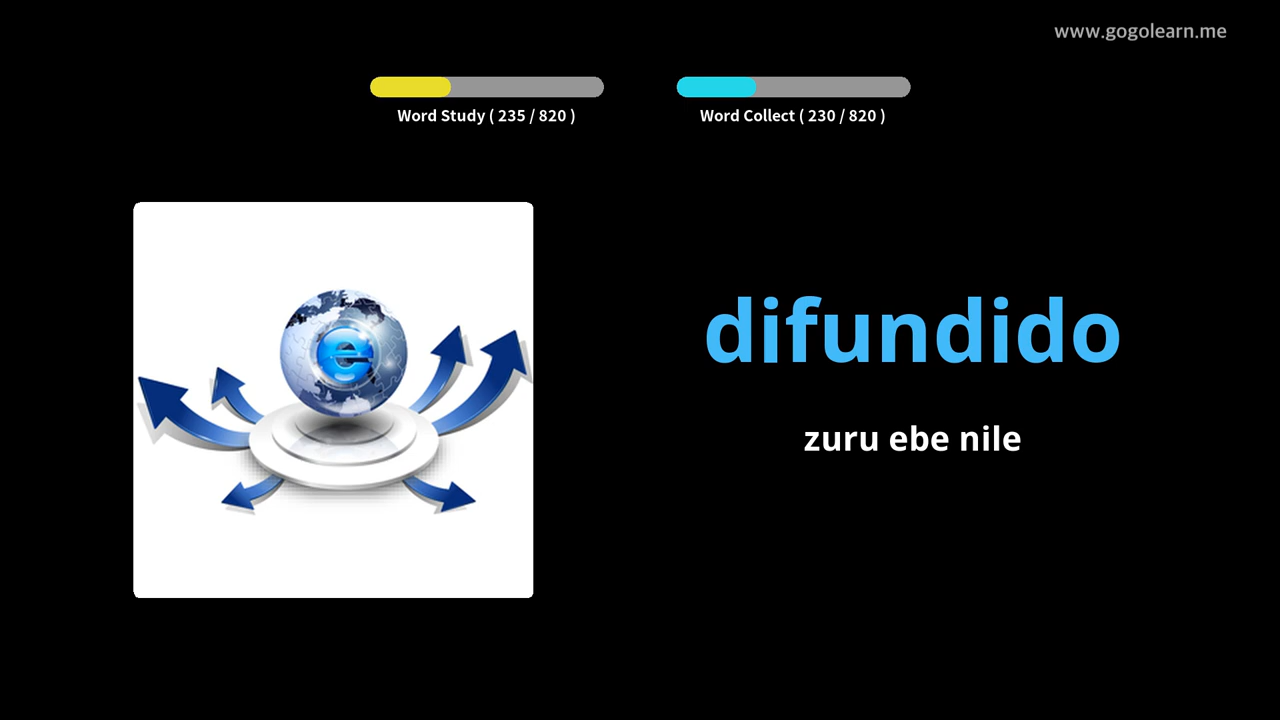 www.gogolearn.me
Word Study ( 235 / 820 )
Word Collect ( 230 / 820 )
e
difundido
zuru ebe nile